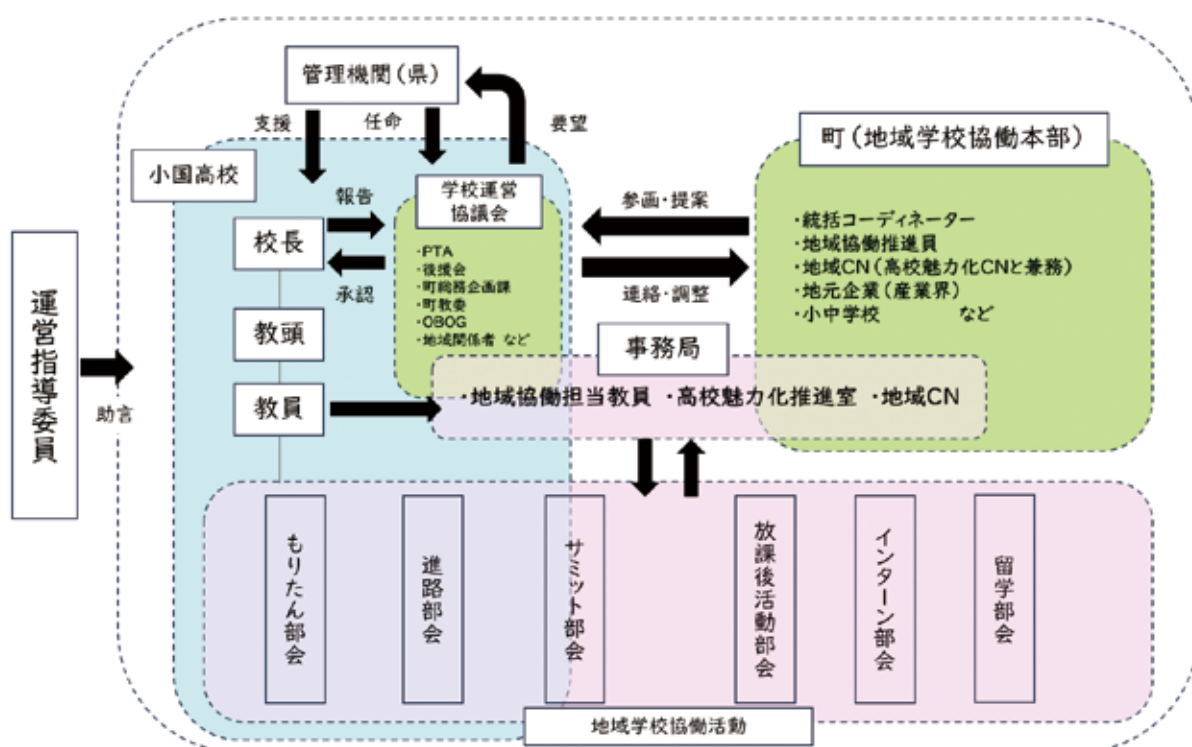 管理機関(県)
支援
任命
要望
小国高校
学校運営
協議会
町(地域学校協働本部)
報告
校長
承認
・PTA
・後援会
・町総務企画課
・町教委
・OBOG
・地域関係者 など
参画・提案
連絡・調整
・統括コーディネーター
・地域協働推進員
・地域CN(高校魅力化CNと兼務)
・地元企業(産業界)
・小中学校 など
運営指導委員
助言
教頭
教員
事務局
・地域協働担当教員 ・高校魅力化推進室 ・地域CN
もりたん部会
進路部会
サミット部会
放課後活動部会
インターン部会
留学部会
地域学校協働活動